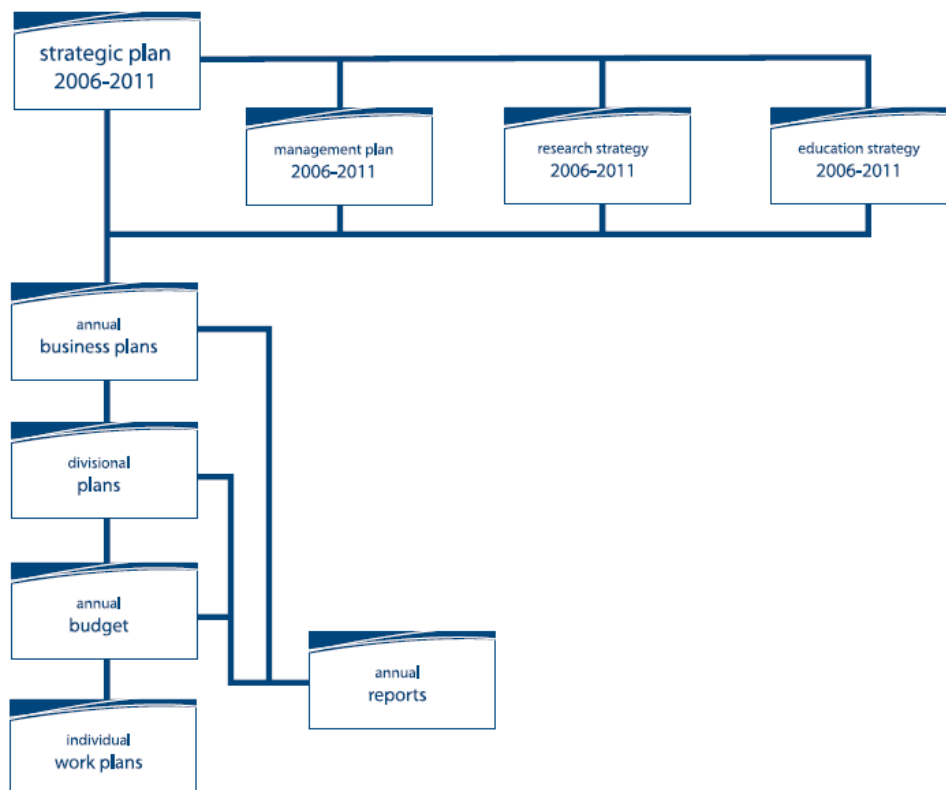 strategic plan
2006-2011
management plan
2006-2011
research strategy
2006-2011
education strategy
2006-2011
annual
business plans
divisional
plans
annual
budget
annual
reports
individual
work plans